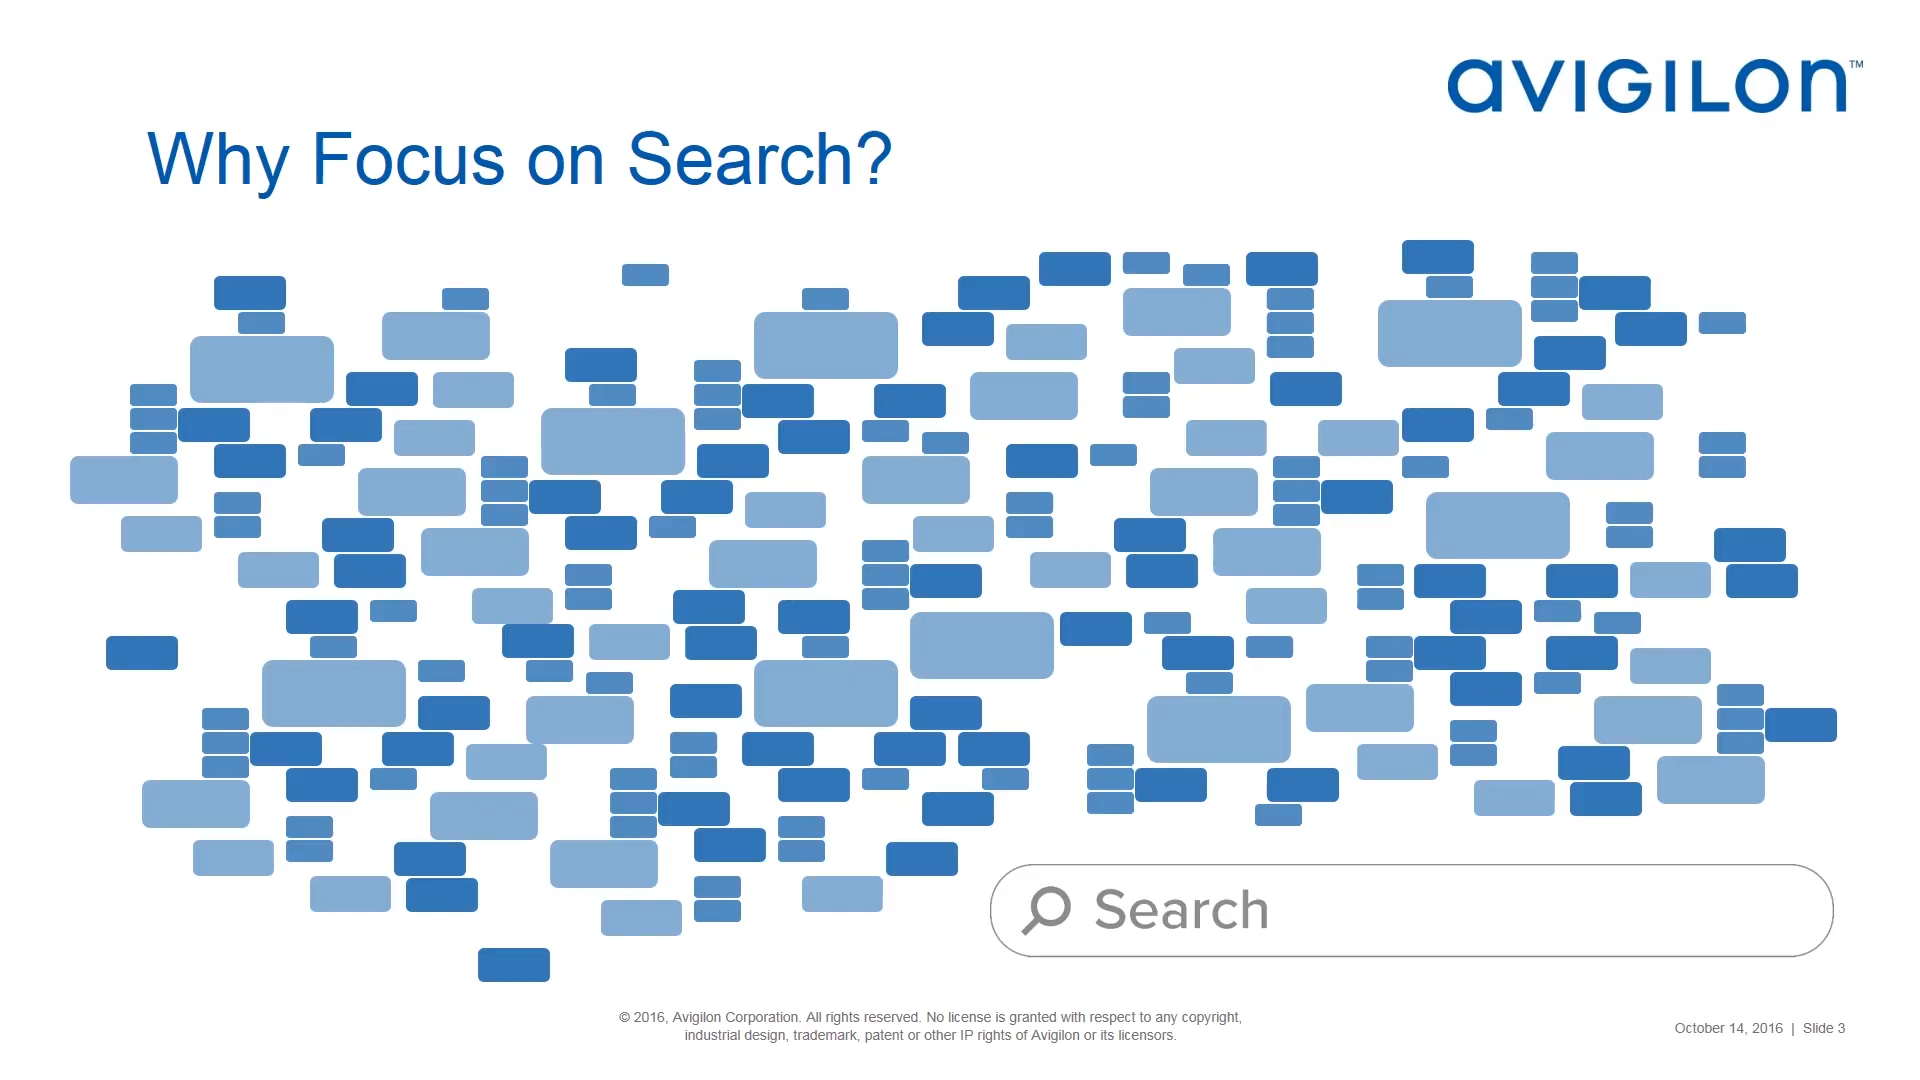 AVIGILON™
Why Focus on Search?
Search
© 2016, Avigilon Corporation. All rights reserved. No license is granted with respect to any copyright,
industrial design, trademark, patent or other IP rights of Avigilon or its licensors.
October 14, 2016 | Slide 3